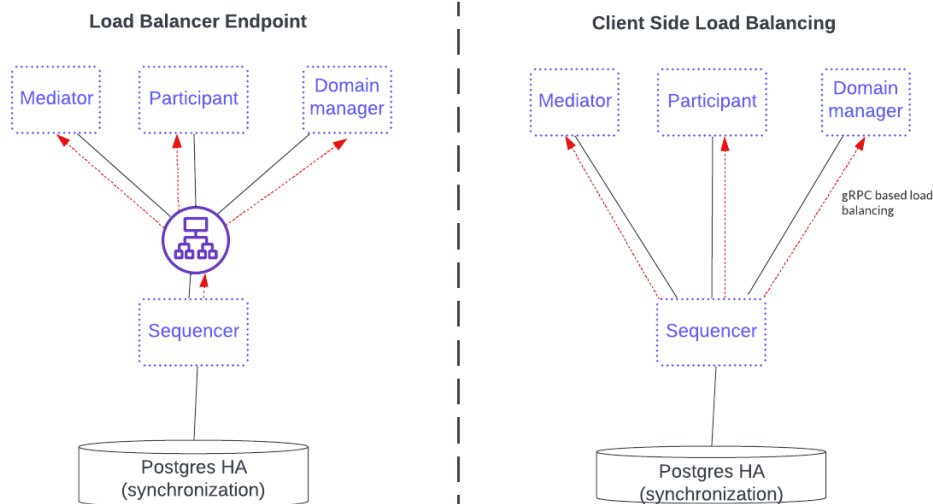 Load Balancer Endpoint
Mediator
Participant
Domain
manager
Sequencer
Postgres HA
(synchronization)
Client Side Load Balancing
Mediator
Participant
Domain
manager
gRPC based load
balancing
Sequencer
Postgres HA
(synchronization)